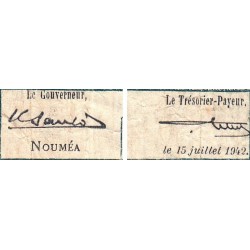 Le Gouverneur,
Le Trésorier-Payeur,
NOUMÉA
le 15 juillet 1942.